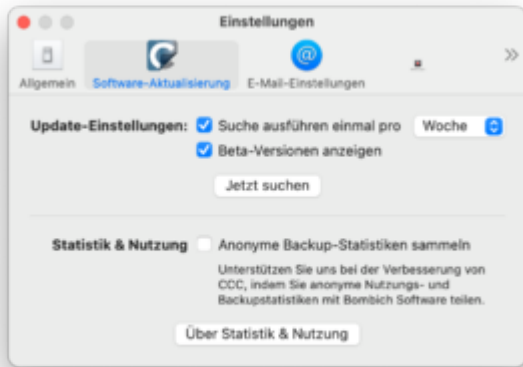 Einstellungen
Allgemein Software-Aktualisierung E-Mail-Einstellungen
Update-Einstellungen: Suche ausführen einmal pro Woche
Beta-Versionen anzeigen
Jetzt suchen
Statistik & Nutzung Anonyme Backup-Statistiken sammeln
Unterstützen Sie uns bei der Verbesserung von
CCC, indem Sie anonyme Nutzungs- und
Backupstatistiken mit Bombich Software teilen.
Über Statistik & Nutzung